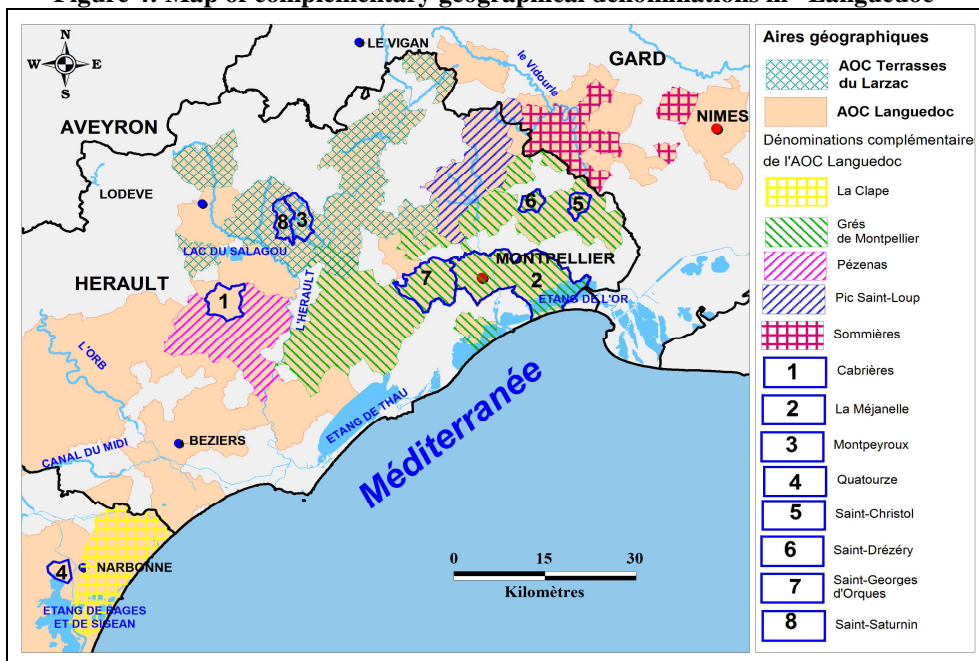 Figure 4: Map of complementary geographical denominations in "Languedoc"
N
W
E
S
LE VIGAN
GARD
le Vidourle
NIMES
AVEYRON
LODEVE
8
3
6
5
LAC DU SALAGOU
HERAULT
L'HERAULT
1
7
MONTPELLIER
2
ETANG DE L'OR
L'ORB
ETANG DE THAU
Méditerranée
CANAL DU MIDI
BEZIERS
4
NARBONNE
ETANG DE BAGES
ET DE SIGEAN
0 15 30
Kilomètres
Aires géographiques
AOC Terrasses
du Larzac
AOC Languedoc
Dénominations complémentaire
de l'AOC Languedoc
La Clape
Grés
de Montpellier
Pézenas
Pic Saint-Loup
Sommières
1 Cabrières
2 La Méjanelle
3 Montpeyroux
4 Quatourze
5 Saint-Christol
6 Saint-Drézéry
7 Saint-Georges
d'Orques
8 Saint-Saturnin